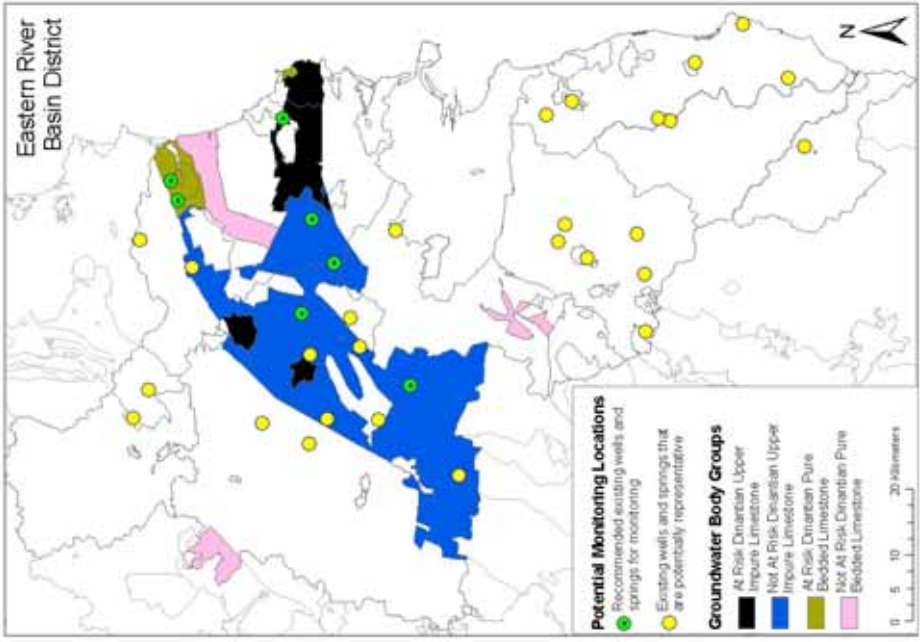 Eastern River
Basin District
N
Potential Monitoring Locations
Recommended existing wells and
springs for monitoring
Existing wells and springs that
are potentially representative
Groundwater Body Groups
At Risk Dinantian Upper
Impure Limestone
Not At Risk Dinantian Upper
Impure Limestone
At Risk Dinantian Pure
Bedded Limestone
Not At Risk Dinantian Pure
Bedded Limestone
0 5 10 20 Kilometers